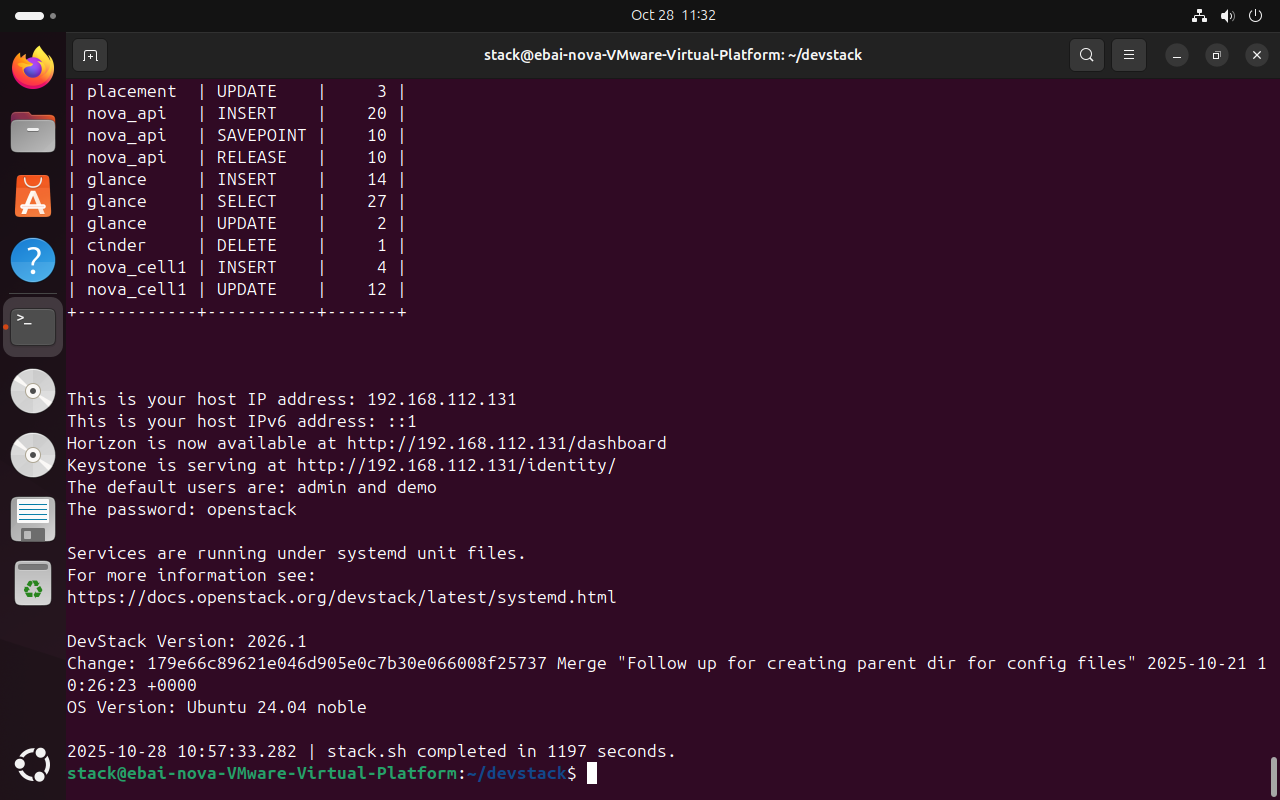 Oct 28 11:32
stack@ebai-nova-VMware-Virtual-Platform: ~/devstack
| placement  | UPDATE    |     3 |
| nova_api   | INSERT    |    20 |
| nova_api   | SAVEPOINT |    10 |
| nova_api   | RELEASE   |    10 |
| glance     | INSERT    |    14 |
| glance     | SELECT    |    27 |
| glance     | UPDATE    |     2 |
| cinder     | DELETE    |     1 |
| nova_cell1 | INSERT    |     4 |
| nova_cell1 | UPDATE    |    12 |
+------------+-----------+-------+
This is your host IP address: 192.168.112.131
This is your host IPv6 address: ::1
Horizon is now available at http://192.168.112.131/dashboard
Keystone is serving at http://192.168.112.131/identity/
The default users are: admin and demo
The password: openstack
Services are running under systemd unit files.
For more information see:
https://docs.openstack.org/devstack/latest/systemd.html
DevStack Version: 2026.1
Change: 179e66c89621e046d905e0c7b30e066008f25737 Merge "Follow up for creating parent dir for config files" 2025-10-21 1
0:26:23 +0000
OS Version: Ubuntu 24.04 noble
2025-10-28 10:57:33.282 | stack.sh completed in 1197 seconds.
stack@ebai-nova-VMware-Virtual-Platform:~/devstack$